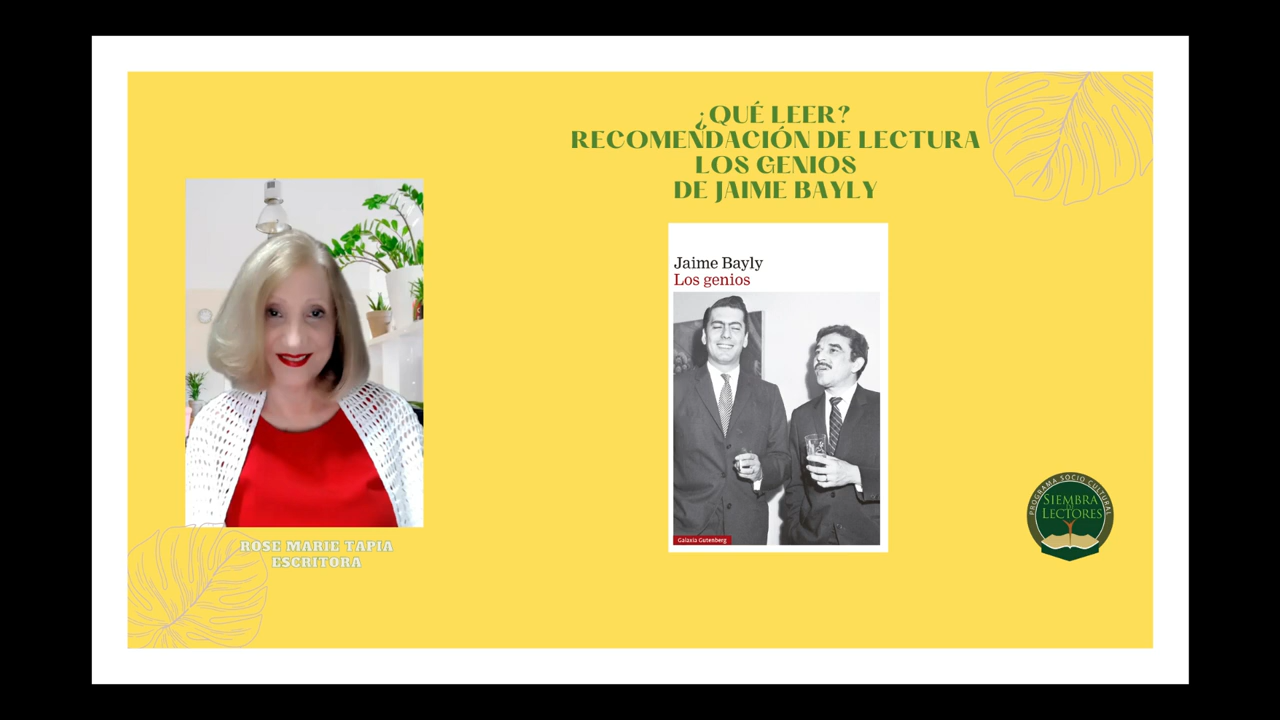 ¿QUÉ LEER?
RECOMENDACIÓN DE LECTURA
LOS GENIOS
DE JAIME BAYLY
Jaime Bayly
Los genios
Galaxia Gutenberg
ROSE MARIE TAPIA
ESCRITORA
PROGRAMA SOCIO CULTURAL
SIEMBRA
LECTORES